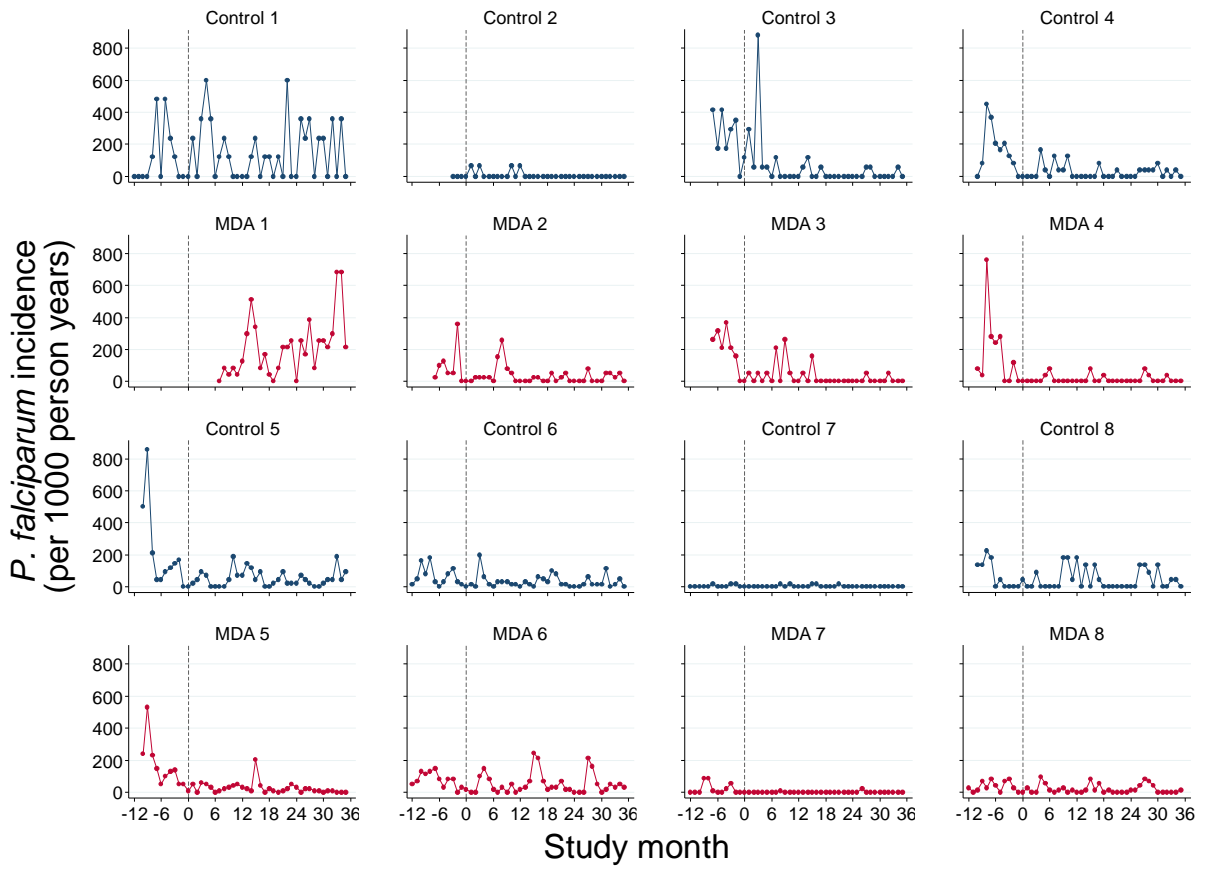 Control 1 Control 2 Control 3 Control 4
800
600
400
200
0
MDA 1 MDA 2 MDA 3 MDA 4
800
600
400
200
0
P. falciparum incidence
(per 1000 person years)
Control 5 Control 6 Control 7 Control 8
800
600
400
200
0
MDA 5 MDA 6 MDA 7 MDA 8
800
600
400
200
0
-12 -6 0 6 12 18 24 30 36 -12 -6 0 6 12 18 24 30 36 -12 -6 0 6 12 18 24 30 36 -12 -6 0 6 12 18 24 30 36
Study month